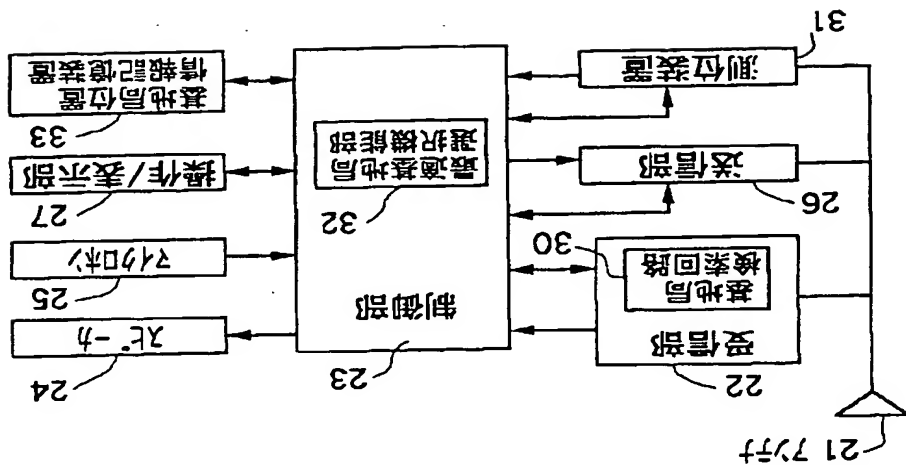 21 アンテナ
22
受信部
基地局
検索回路
30
26
送信部
31
測位装置
23
制御部
32
最適基地局
選択機能部
24
スピーカ
25
マイクロホン
27
操作/表示部
33
基地局位置
情報記憶装置